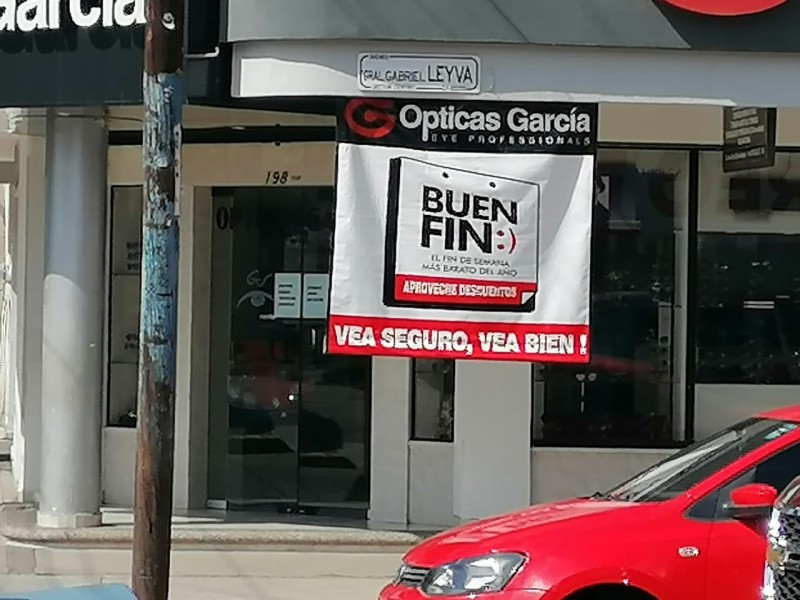 García
GRAL. GABRIEL LEYVA
Opticas García
EYE PROFESSIONALS
198
BUEN
FIN:)
EL FIN DE SEMANA
MÁS BARATO DEL AÑO
APROVECHE DESCUENTOS
VEA SEGURO, VEA BIEN !